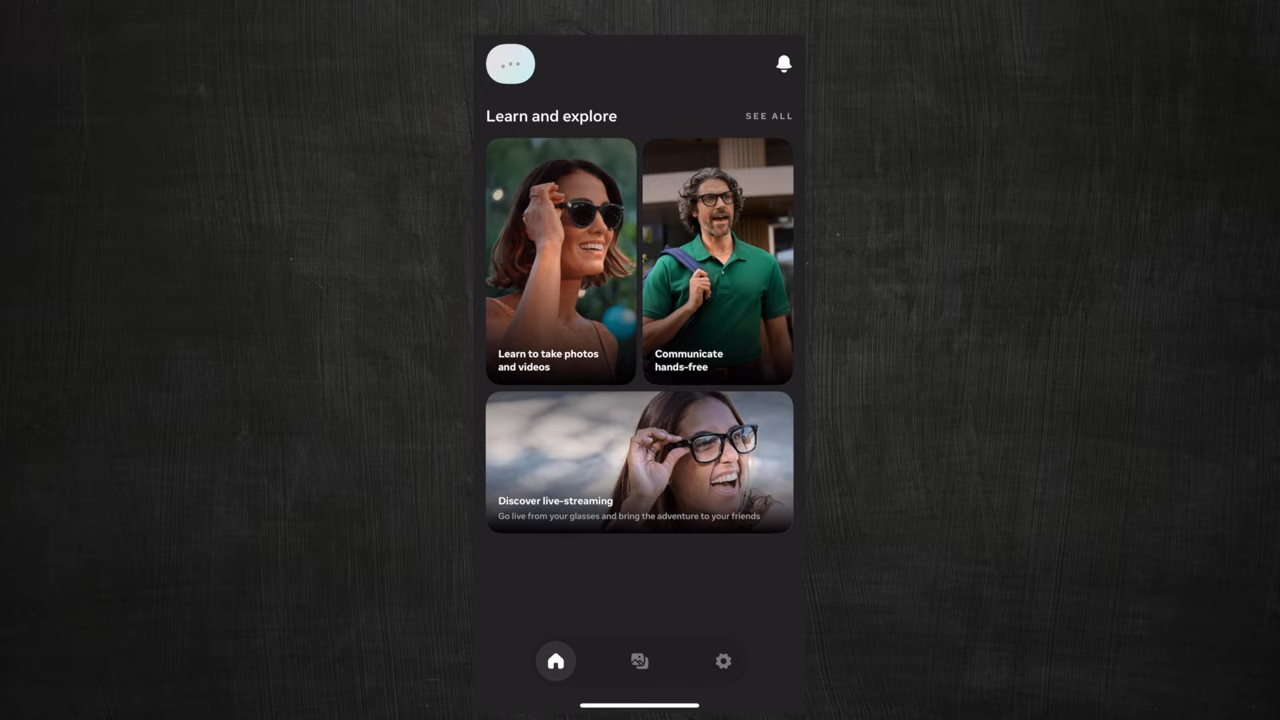 Learn and explore
SEE ALL
Learn to take photos
and videos
Communicate
hands-free
Discover live-streaming
Go live from your glasses and bring the adventure to your friends